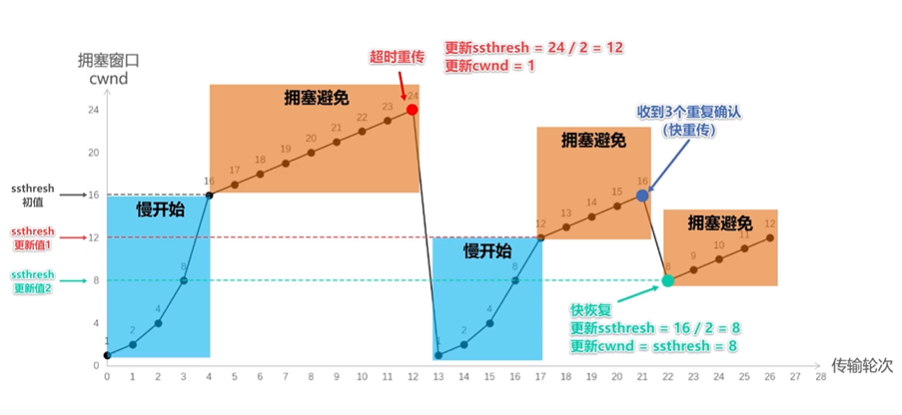 超时重传
更新ssthresh = 24 / 2 = 12
更新cwnd = 1
拥塞窗口
cwnd
拥塞避免
24
20
16
12
8
4
0
ssthresh
初值
ssthresh
更新值1
ssthresh
更新值2
慢开始
1
2
4
8
16
17
18
19
20
21
22
23
24
慢开始
1
2
4
8
12
拥塞避免
13
14
15
16
收到3个重复确认
(快重传)
拥塞避免
8
9
10
11
12
快恢复
更新ssthresh = 16 / 2 = 8
更新cwnd = ssthresh = 8
0 1 2 3 4 5 6 7 8 9 10 11 12 13 14 15 16 17 18 19 20 21 22 23 24 25 26 27 28
传输轮次